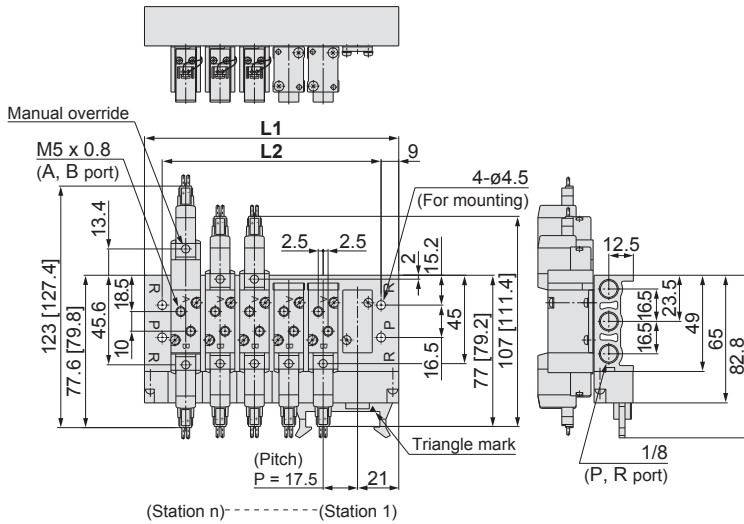 Manual override
L1
M5 x 0.8
(A, B port)
L2
9
4-ø4.5
(For mounting)
13.4
2.5 2.5
2
15.2
12.5
123 [127.4]
77.6 [79.8]
45.6
18.5
10
R
P
R
A
B
A
B
A
B
A
B
A
B
R
P
R
16.5
45
77 [79.2]
107 [111.4]
16.5
16.5
23.5
49
65
82.8
Triangle mark
(Pitch)
P = 17.5
21
1/8
(P, R port)
(Station n) (Station 1)